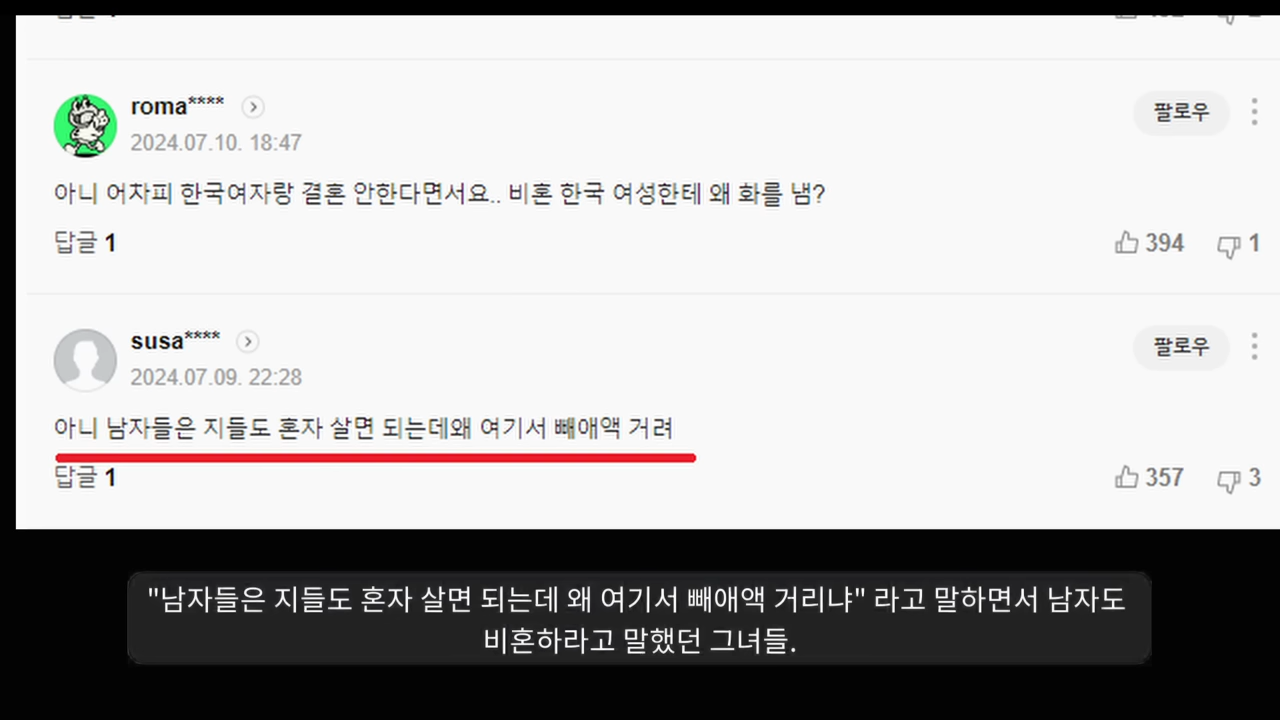 roma****
팔로우
2024.07.10. 18:47
아니 어차피 한국여자랑 결혼 안한다면서요.. 비혼 한국 여성한테 왜 화를 냄?
답글 1
394 1
susa****
팔로우
2024.07.09. 22:28
아니 남자들은 지들도 혼자 살면 되는데왜 여기서 빼애액 거려
답글 1
357 3
"남자들은 지들도 혼자 살면 되는데 왜 여기서 빼애액 거리냐" 라고 말하면서 남자도
비혼하라고 말했던 그녀들.